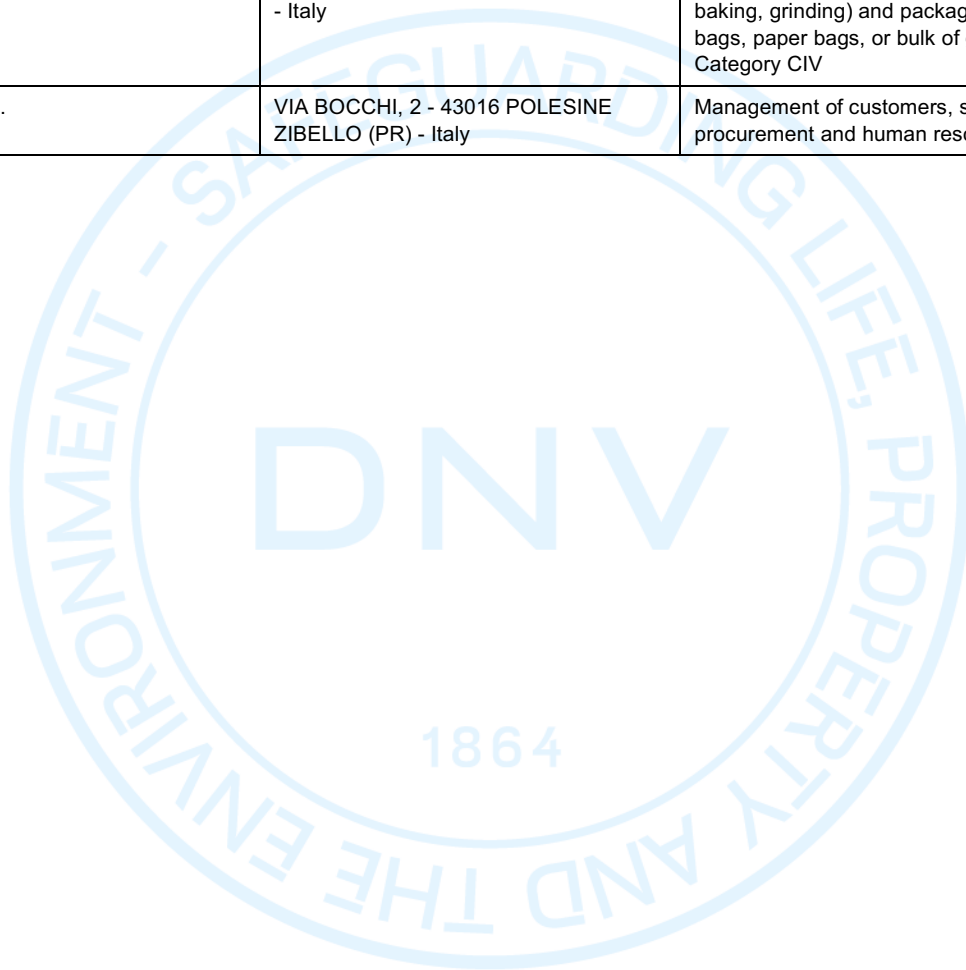 - Italy
baking, grinding) and packag
bags, paper bags, or bulk of
Category CIV
.
VIA BOCCHI, 2 - 43016 POLESINE
ZIBELLO (PR) - Italy
Management of customers, s
procurement and human reso
SAFEGUARDING LIFE, PROPERTY AND THE ENVIRONMENT -
DNV
1864